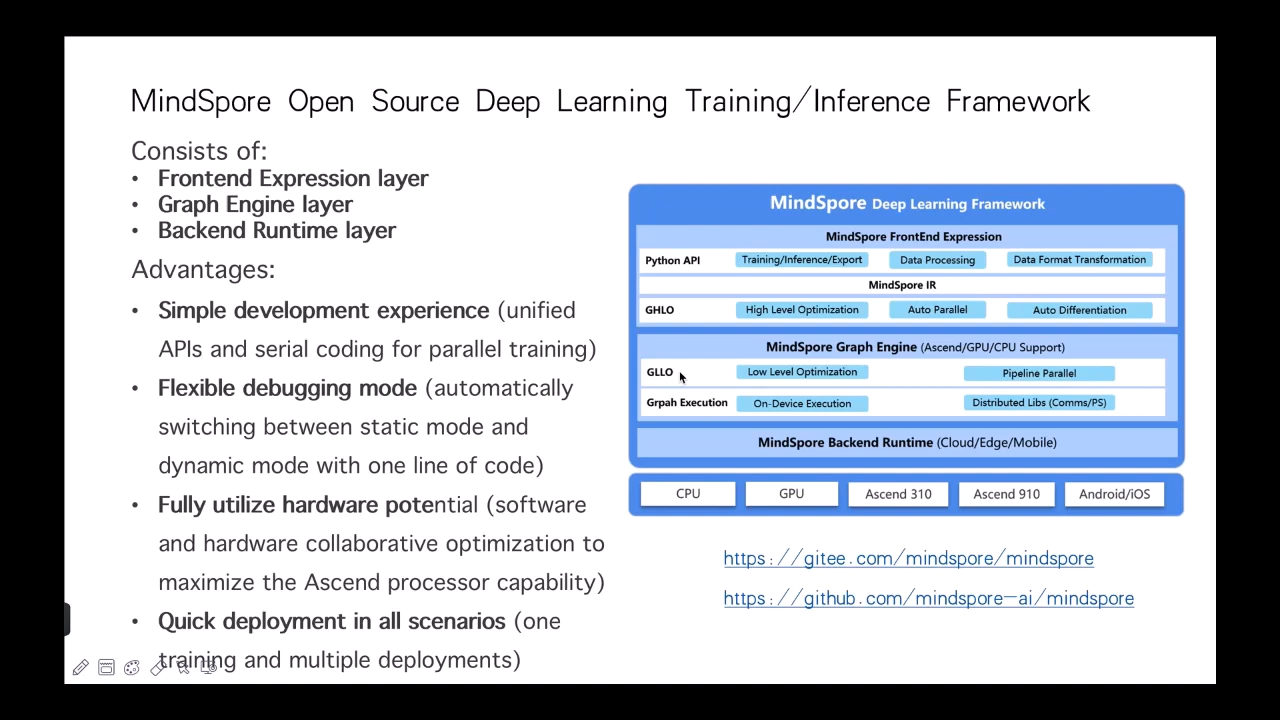 MindSpore Open Source Deep Learning Training/Inference Framework
Consists of:
• Frontend Expression layer
• Graph Engine layer
• Backend Runtime layer
Advantages:
• Simple development experience (unified
APIs and serial coding for parallel training)
• Flexible debugging mode (automatically
switching between static mode and
dynamic mode with one line of code)
• Fully utilize hardware potential (software
and hardware collaborative optimization to
maximize the Ascend processor capability)
• Quick deployment in all scenarios (one
training and multiple deployments)
MindSpore Deep Learning Framework
MindSpore FrontEnd Expression
Python API Training/Inference/Export Data Processing Data Format Transformation
MindSpore IR
GHLO High Level Optimization Auto Parallel Auto Differentiation
MindSpore Graph Engine (Ascend/GPU/CPU Support)
GLLO Low Level Optimization Pipeline Parallel
Grpah Execution On-Device Execution Distributed Libs (Comms/PS)
MindSpore Backend Runtime (Cloud/Edge/Mobile)
CPU GPU Ascend 310 Ascend 910 Android/iOS
https://gitee.com/mindspore/mindspore
https://github.com/mindspore-ai/mindspore